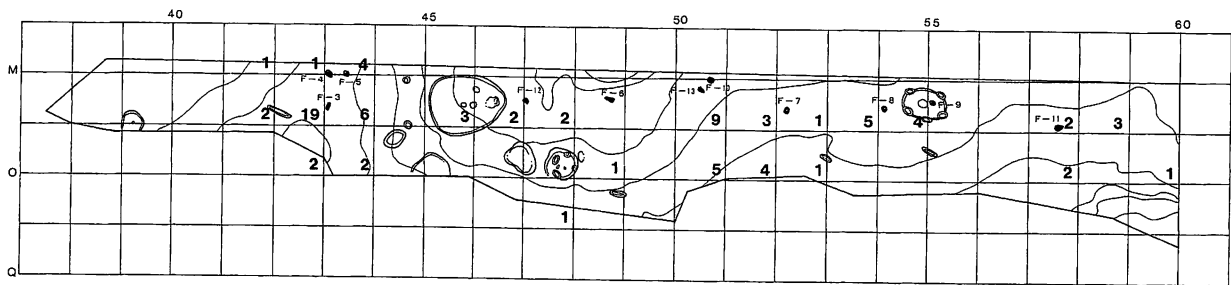 40 45 50 55 60
1 1 4
M
F-4 F-5 F-12 F-6 F-13 F-10
F-3 F-7 F-8 F-9
2 19 6 3 2 2 9 3 1 5 4 F-11 2 3
2 2 1 5 4 1 2 1
O
1
Q